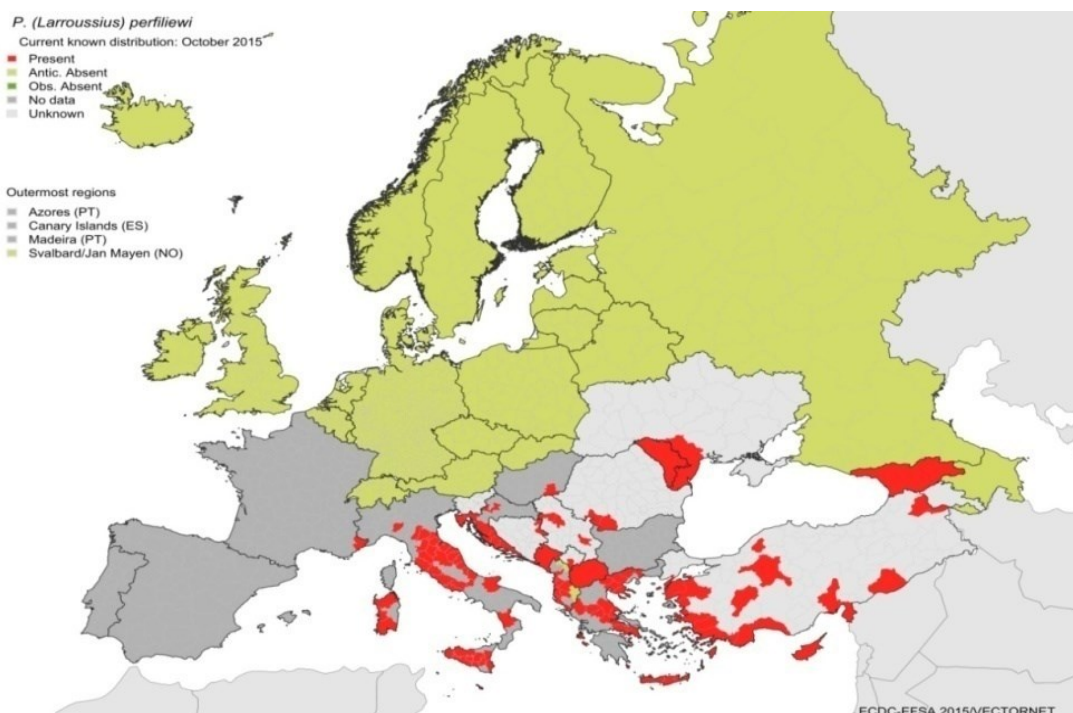 P. (Larroussius) perfiliewi
Current known distribution: October 2015
Present
Antic. Absent
Obs. Absent
No data
Unknown
Outermost regions
Azores (PT)
Canary Islands (ES)
Madeira (PT)
Svalbard/Jan Mayen (NO)
ECDC-EFSA 2015/VECTORNET